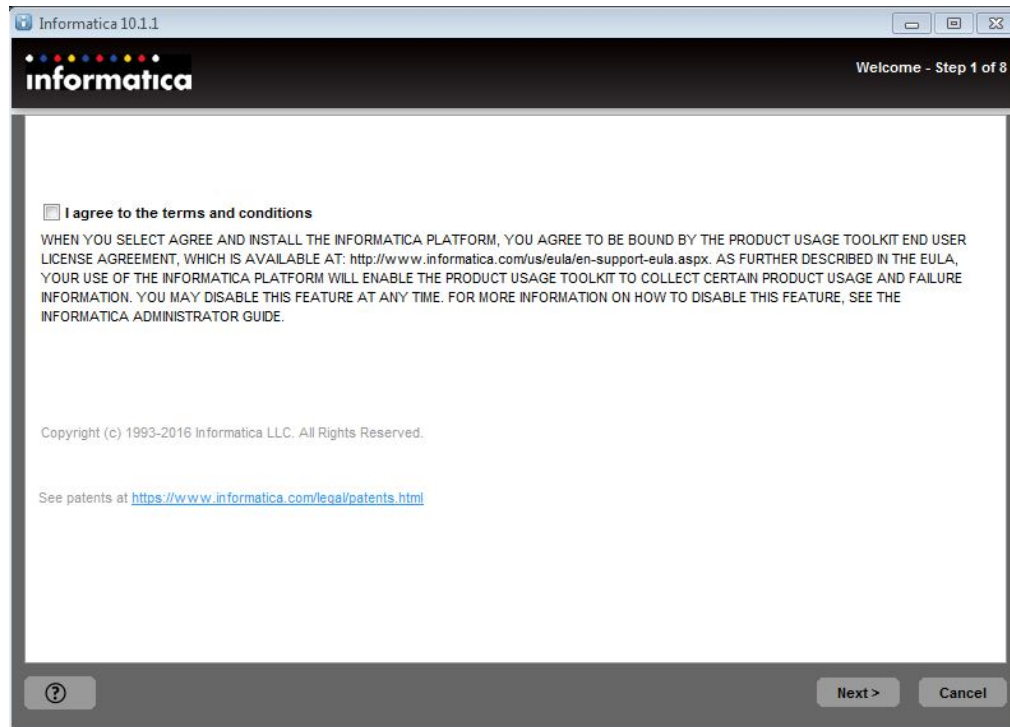 Informatica 10.1.1
informatica
Welcome - Step 1 of 8
I agree to the terms and conditions
WHEN YOU SELECT AGREE AND INSTALL THE INFORMATICA PLATFORM, YOU AGREE TO BE BOUND BY THE PRODUCT USAGE TOOLKIT END USER
LICENSE AGREEMENT, WHICH IS AVAILABLE AT: http://www.informatica.com/us/eula/en-support-eula.aspx. AS FURTHER DESCRIBED IN THE EULA,
YOUR USE OF THE INFORMATICA PLATFORM WILL ENABLE THE PRODUCT USAGE TOOLKIT TO COLLECT CERTAIN PRODUCT USAGE AND FAILURE
INFORMATION. YOU MAY DISABLE THIS FEATURE AT ANY TIME. FOR MORE INFORMATION ON HOW TO DISABLE THIS FEATURE, SEE THE
INFORMATICA ADMINISTRATOR GUIDE.
Copyright (c) 1993-2016 Informatica LLC. All Rights Reserved.
See patents at https://www.informatica.com/legal/patents.html
?
Next >
Cancel